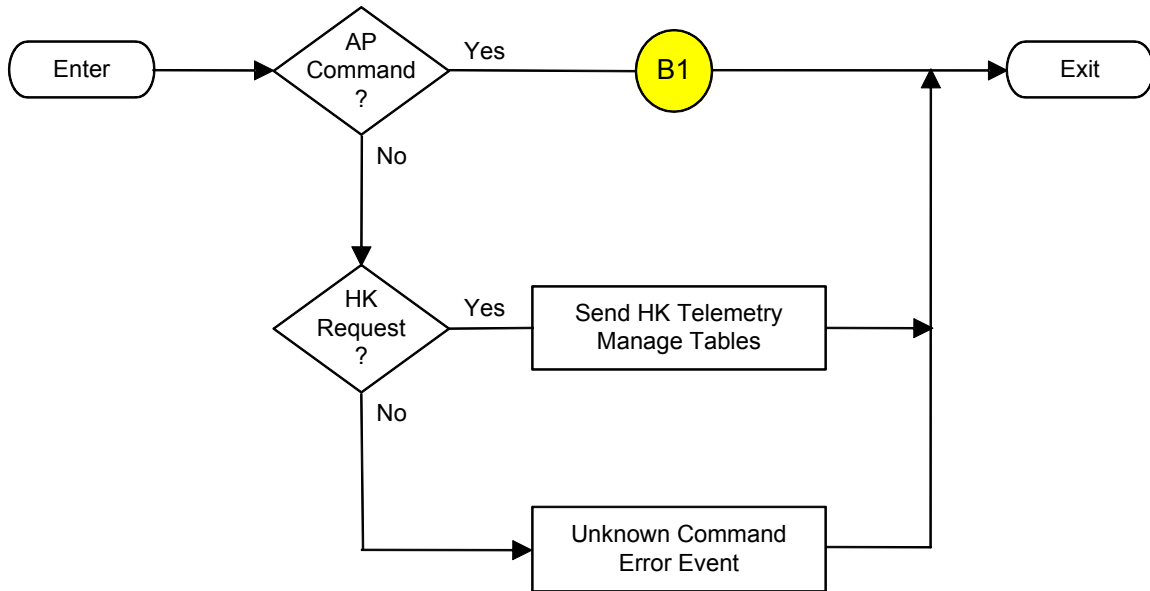 Enter
AP
Command
?
Yes
B1
Exit
No
HK
Request
?
Yes
Send HK Telemetry
Manage Tables
No
Unknown Command
Error Event